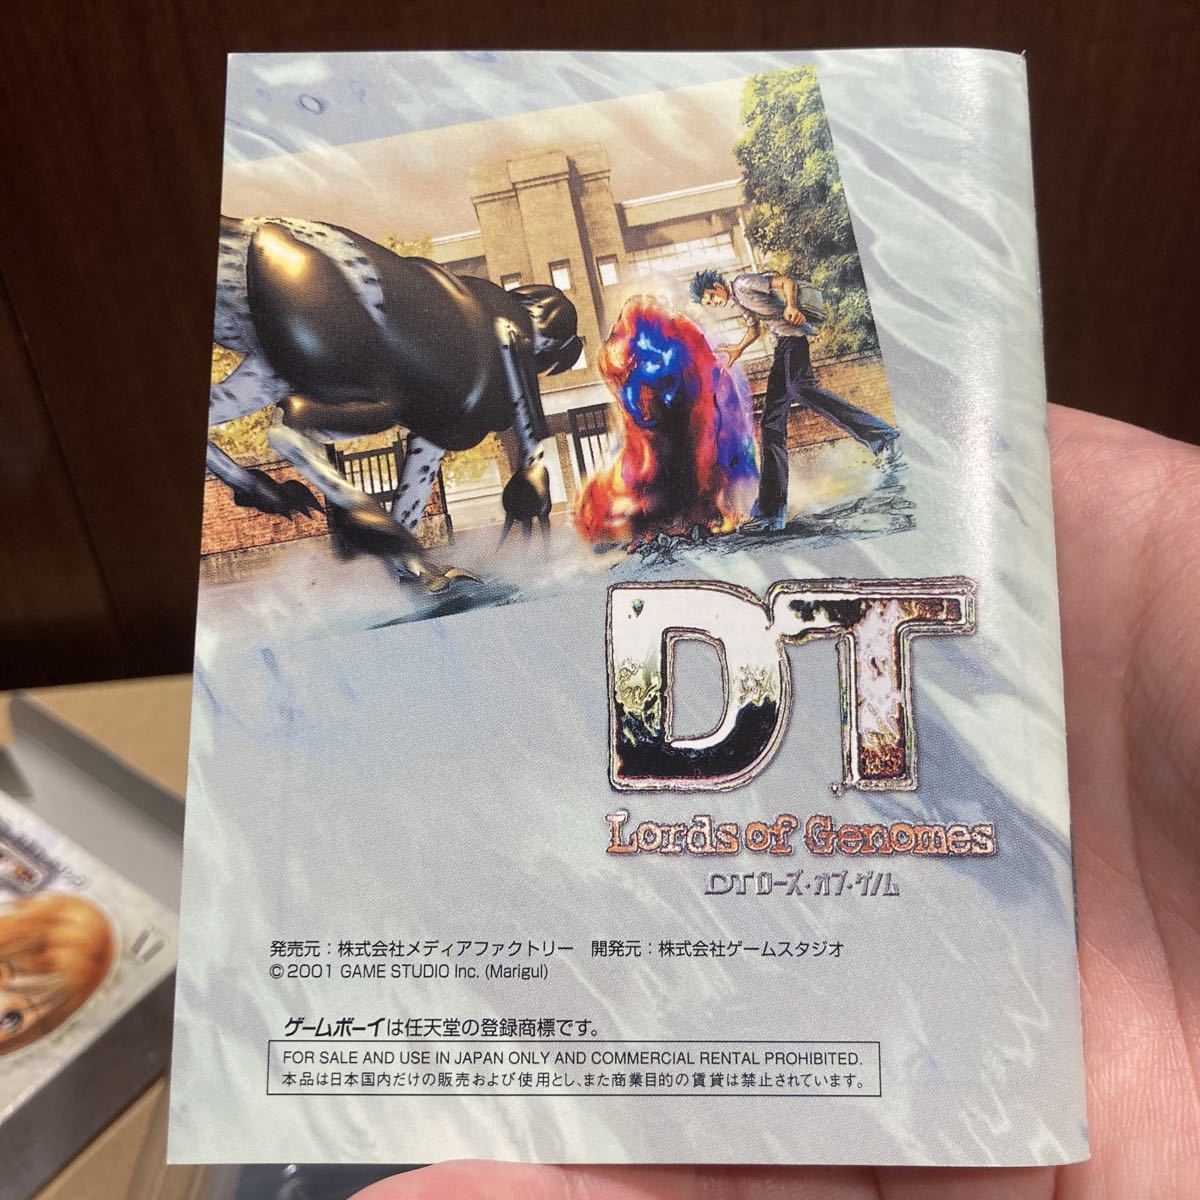 DT
Lords of Genomes
DTローズ・オブ・ゲノム
発売元：株式会社メディアファクトリー　開発元：株式会社ゲームスタジオ
© 2001 GAME STUDIO Inc. (Marigul)
ゲームボーイは任天堂の登録商標です。
FOR SALE AND USE IN JAPAN ONLY AND COMMERCIAL RENTAL PROHIBITED.
本品は日本国内だけの販売および使用とし、また商業目的の賃貸は禁止されています。